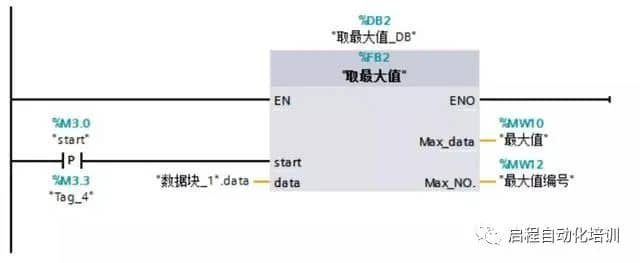 %DB2
"取最大值_DB"
%FB2
"取最大值"
EN ENO
%M3.0
"start"
P
%M3.3
"Tag_4"
start
"数据块_1".data data
Max_data
%MW10
"最大值"
Max_NO.
%MW12
"最大值编号"
启程自动化培训